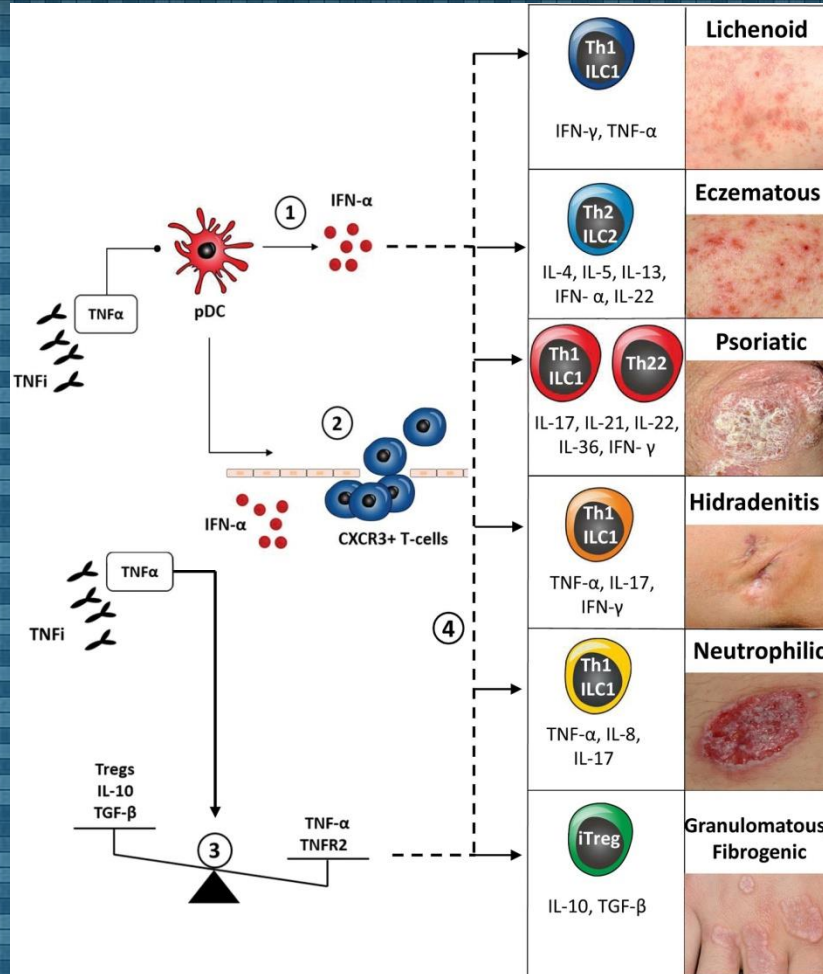 TNFα
TNFi
pDC
1
IFN-α
2
IFN-α
CXCR3+ T-cells
TNFα
TNFi
Tregs
IL-10
TGF-β
3
TNF-α
TNFR2
4
Th1
ILC1
IFN-γ, TNF-α
Lichenoid
Th2
ILC2
IL-4, IL-5, IL-13,
IFN- α, IL-22
Eczematous
Th1
ILC1
Th22
IL-17, IL-21, IL-22,
IL-36, IFN- γ
Psoriatic
Th1
ILC1
TNF-α, IL-17,
IFN-γ
Hidradenitis
Th1
ILC1
TNF-α, IL-8,
IL-17
Neutrophilic
iTreg
IL-10, TGF-β
Granulomatous
Fibrogenic